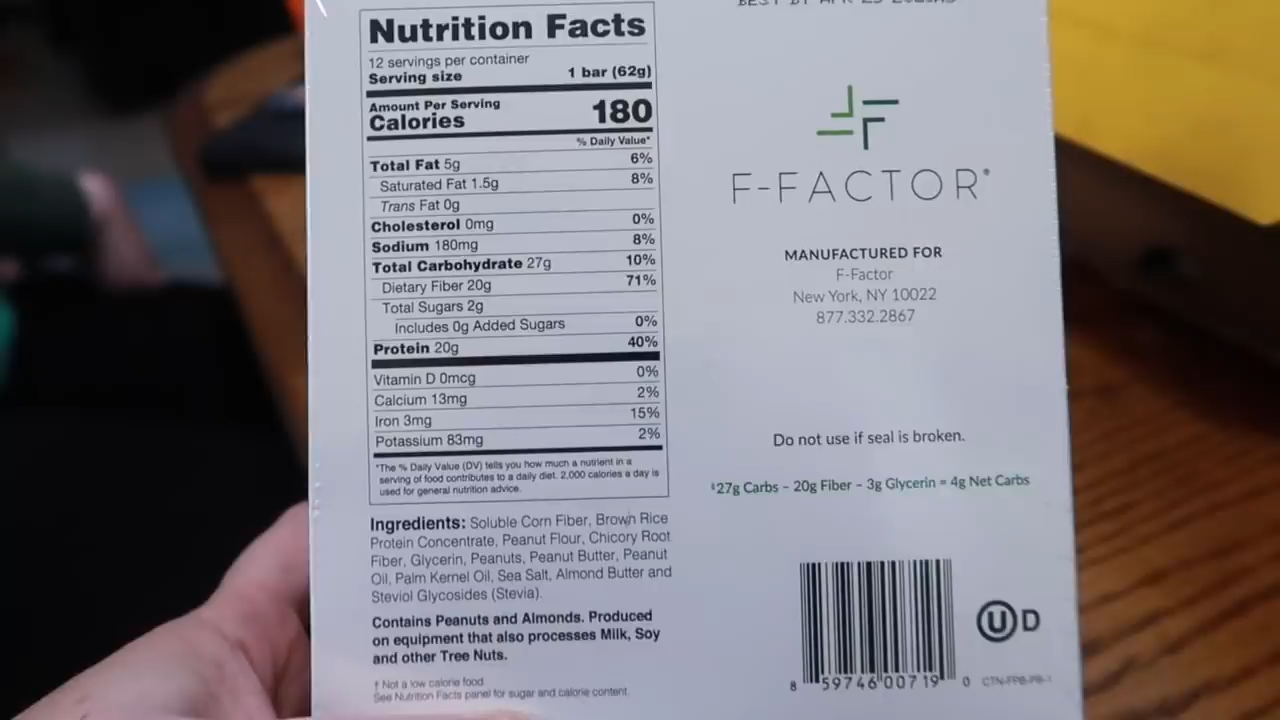 Nutrition Facts
12 servings per container
Serving size 1 bar (62g)
Amount Per Serving
Calories 180
% Daily Value*
Total Fat 5g 6%
Saturated Fat 1.5g 8%
Trans Fat 0g
Cholesterol 0mg 0%
Sodium 180mg 8%
Total Carbohydrate 27g 10%
Dietary Fiber 20g 71%
Total Sugars 2g
Includes 0g Added Sugars 0%
Protein 20g 40%
Vitamin D 0mcg 0%
Calcium 13mg 2%
Iron 3mg 15%
Potassium 83mg 2%
*The % Daily Value (DV) tells you how much a nutrient in a
serving of food contributes to a daily diet. 2,000 calories a day is
used for general nutrition advice.
Ingredients: Soluble Corn Fiber, Brown Rice
Protein Concentrate, Peanut Flour, Chicory Root
Fiber, Glycerin, Peanuts, Peanut Butter, Peanut
Oil, Palm Kernel Oil, Sea Salt, Almond Butter and
Steviol Glycosides (Stevia).
Contains Peanuts and Almonds. Produced
on equipment that also processes Milk, Soy
and other Tree Nuts.
† Not a low calorie food
See Nutrition Facts panel for sugar and calorie content.
F-FACTOR®
MANUFACTURED FOR
F-Factor
New York, NY 10022
877.332.2867
Do not use if seal is broken.
‡27g Carbs – 20g Fiber – 3g Glycerin = 4g Net Carbs
U D
8 59746 00719 0
CTN-FPB-PB-1